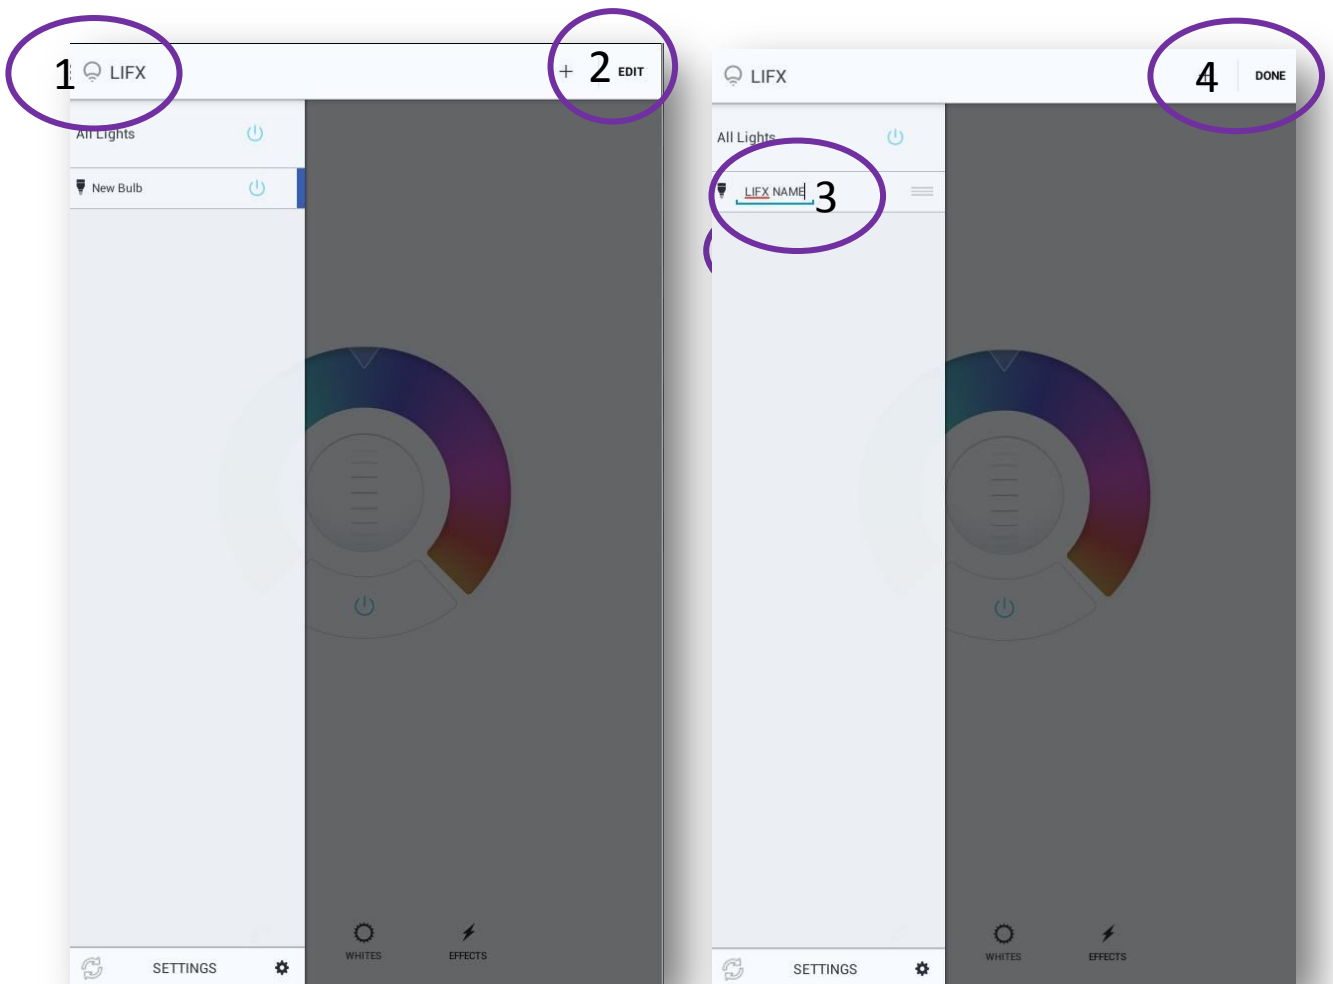 1 LIFX
+ 2 EDIT
All Lights
New Bulb
WHITES
EFFECTS
SETTINGS
LIFX
4 DONE
All Lights
LIFX NAME 3
WHITES
EFFECTS
SETTINGS